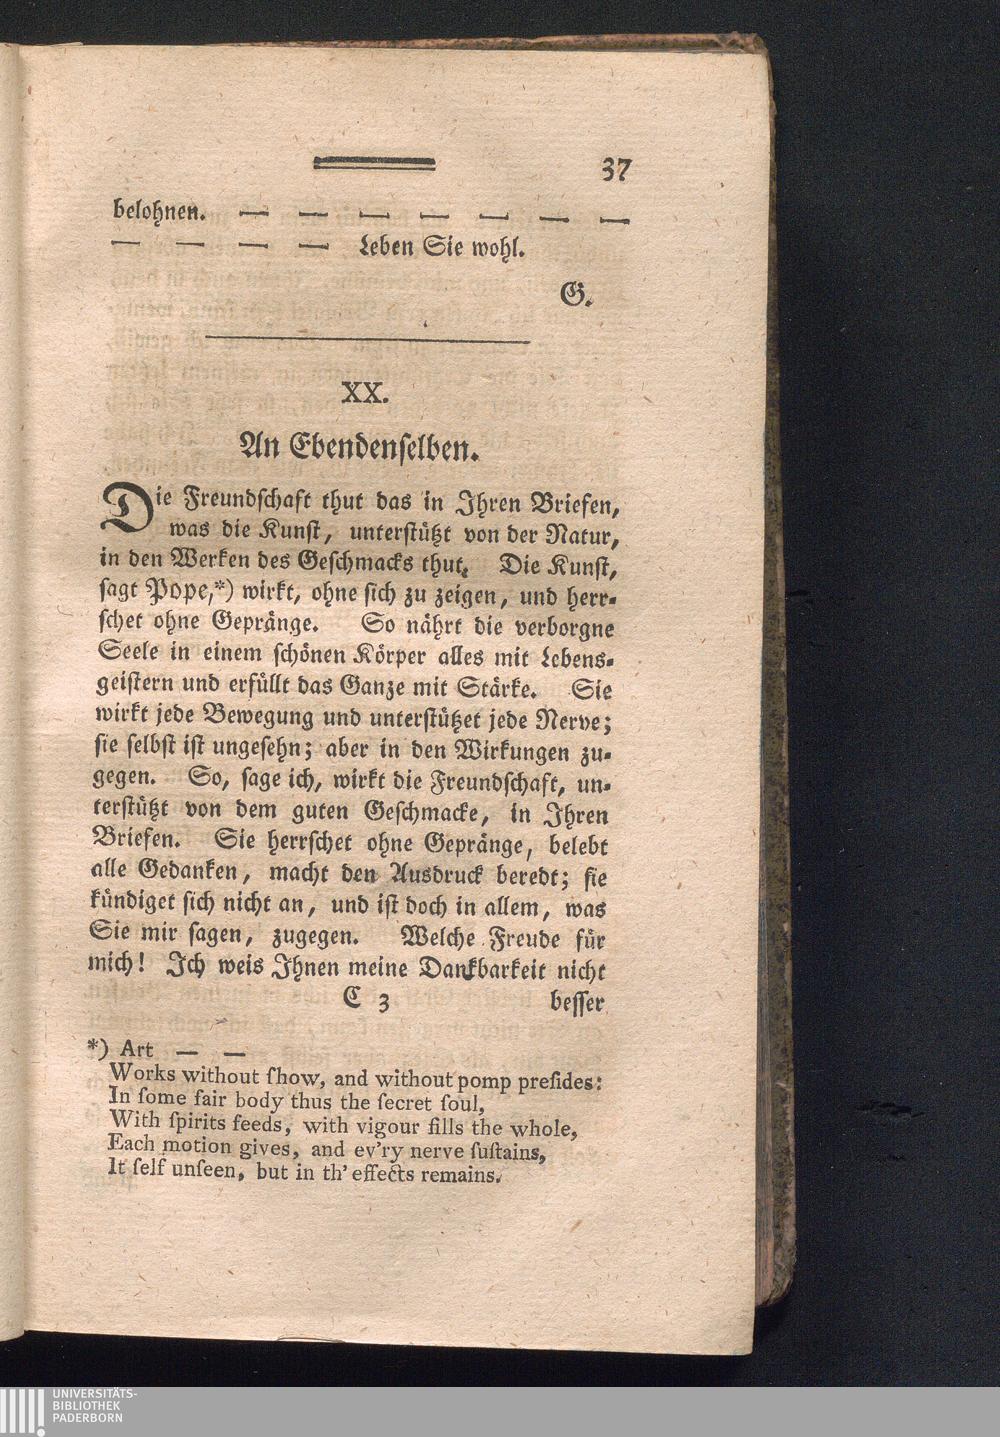 37
belohnen. — — — — — — —
— — — — Leben Sie wohl.
G.
XX.
An Ebendenſelben.
Die Freundſchaft thut das in Ihren Briefen,
was die Kunſt, unterſtützt von der Natur,
in den Werken des Geſchmacks thut. Die Kunſt,
ſagt Pope,*) wirkt, ohne ſich zu zeigen, und herr-
ſchet ohne Gepränge. So nährt die verborgne
Seele in einem ſchönen Körper alles mit Lebens-
geiſtern und erfüllt das Ganze mit Stärke. Sie
wirkt jede Bewegung und unterſtützet jede Nerve;
ſie ſelbſt iſt ungeſehn; aber in den Wirkungen zu-
gegen. So, ſage ich, wirkt die Freundſchaft, un-
terſtützt von dem guten Geſchmacke, in Ihren
Briefen. Sie herrſchet ohne Gepränge, belebt
alle Gedanken, macht den Ausdruck beredt; ſie
kündiget ſich nicht an, und iſt doch in allem, was
Sie mir ſagen, zugegen. Welche Freude für
mich! Ich weis Ihnen meine Dankbarkeit nicht
C 3 beſſer
*) Art — —
Works without ſhow, and without pomp preſides:
In ſome fair body thus the ſecret ſoul,
With ſpirits feeds, with vigour fills the whole,
Each motion gives, and ev'ry nerve ſuſtains,
It ſelf unſeen, but in th' effects remains.
UNIVERSITÄTS-
BIBLIOTHEK
PADERBORN